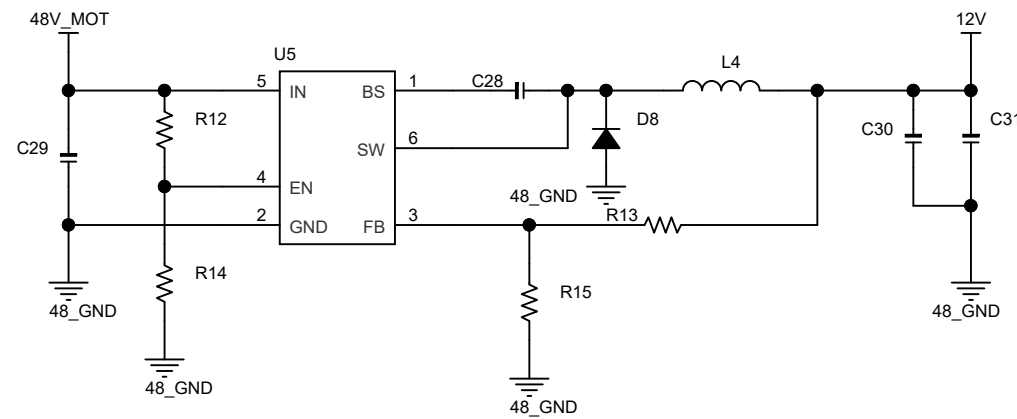 48V_MOT
12V
U5
L4
5
IN
BS
1
C28
R12
D8
C30
C31
C29
SW
6
4
EN
48_GND
2
GND
FB
3
R13
R14
R15
48_GND
48_GND
48_GND
48_GND